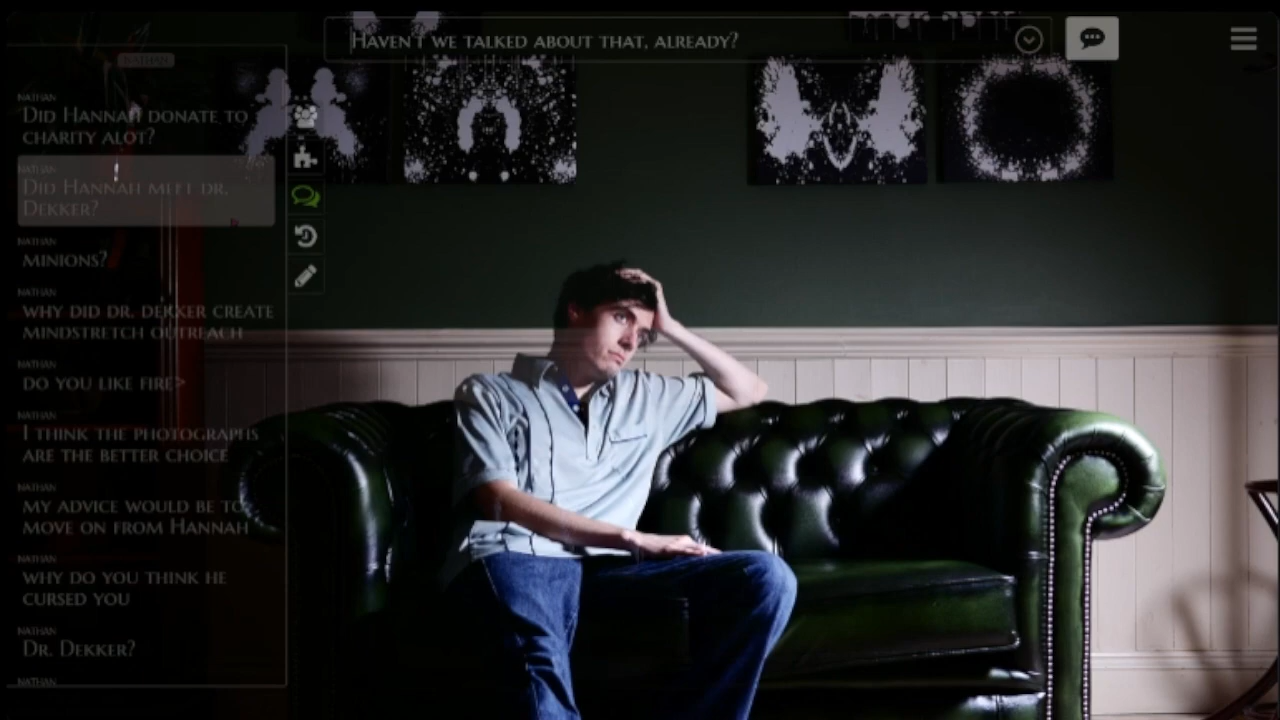 Haven't we talked about that, already?
NATHAN
NATHAN
Did Hannah donate to
charity alot?
NATHAN
Did Hannah meet Dr.
Dekker?
NATHAN
minions?
NATHAN
why did dr. dekker create
mindstretch outreach
NATHAN
do you like fire>
NATHAN
I think the photographs
are the better choice
NATHAN
my advice would be to
move on from Hannah
NATHAN
why do you think he
cursed you
NATHAN
Dr. Dekker?
NATHAN